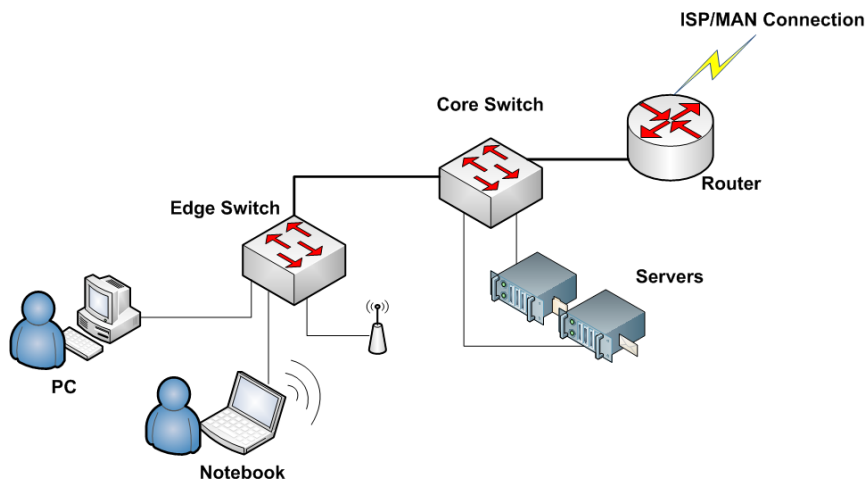 ISP/MAN Connection
Core Switch
Router
Edge Switch
Servers
PC
Notebook